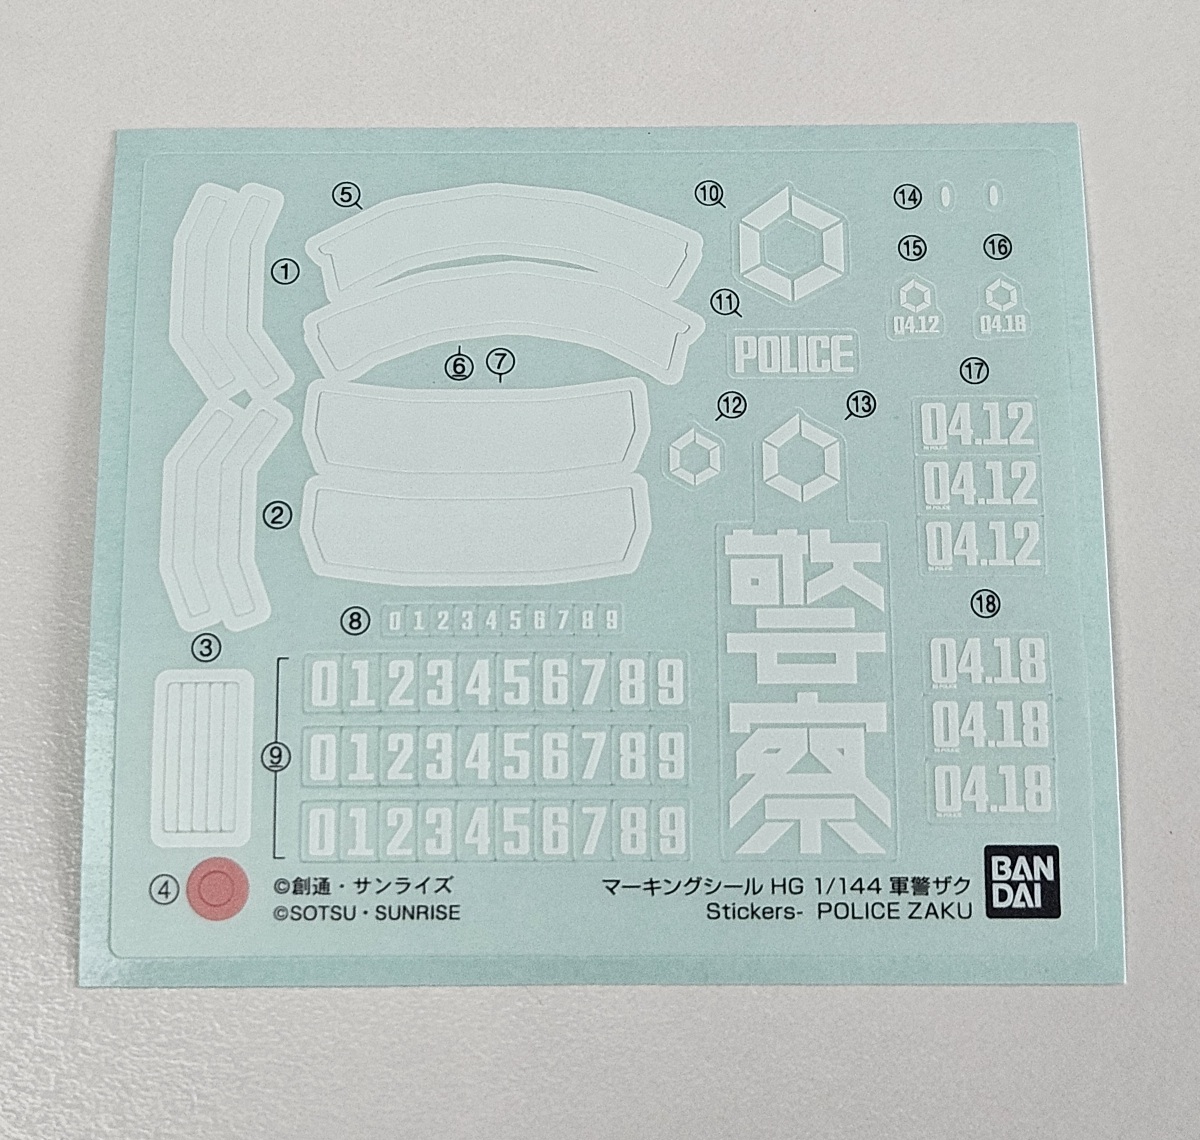 ①
②
③
④
⑤
⑥ ⑦
⑧ 0 1 2 3 4 5 6 7 8 9
⑨
0 1 2 3 4 5 6 7 8 9
0 1 2 3 4 5 6 7 8 9
0 1 2 3 4 5 6 7 8 9
⑩
⑪
POLICE
⑫ ⑬
警察
⑭
⑮ ⑯
04.12 04.18
⑰
04.12
04.12
04.12
⑱
04.18
04.18
04.18
©創通・サンライズ
©SOTSU・SUNRISE
マーキングシール HG 1/144 軍警ザク
Stickers- POLICE ZAKU
BAN
DAI